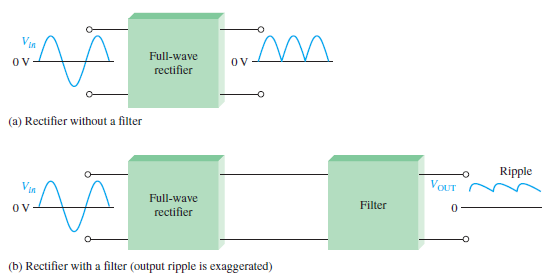 Vin
0 V
Full-wave
rectifier
0 V
(a) Rectifier without a filter
Vin
0 V
Full-wave
rectifier
Filter
VOUT
0
Ripple
(b) Rectifier with a filter (output ripple is exaggerated)